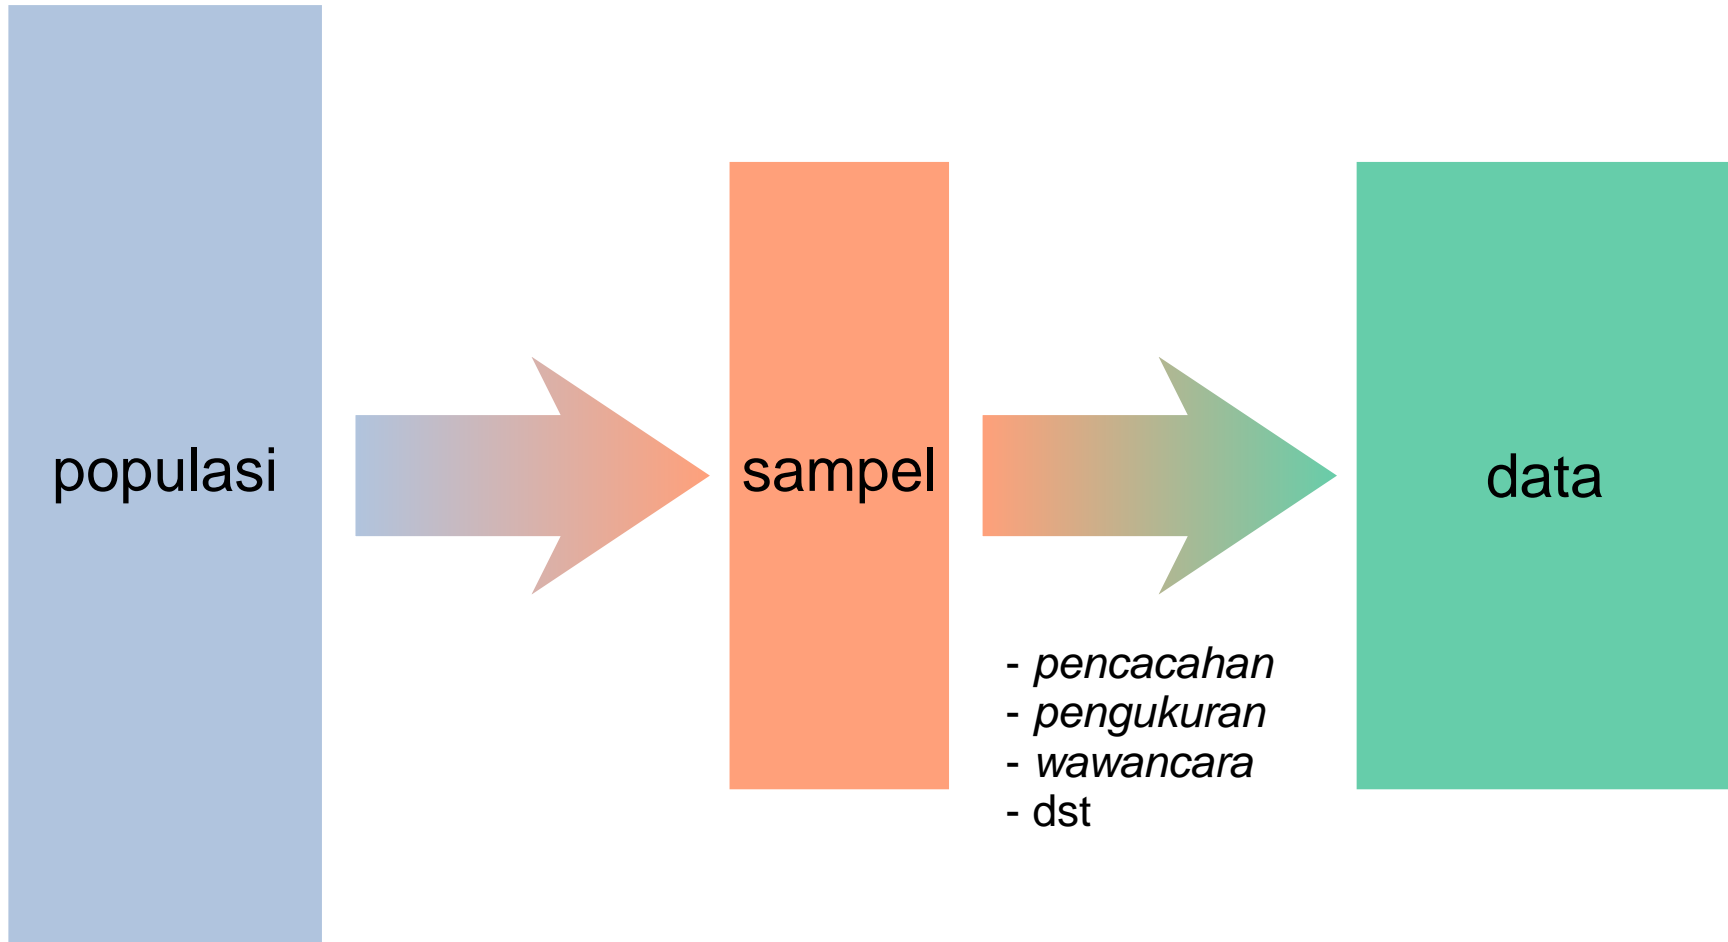 populasi
sampel
data
- pencacahan
- pengukuran
- wawancara
- dst